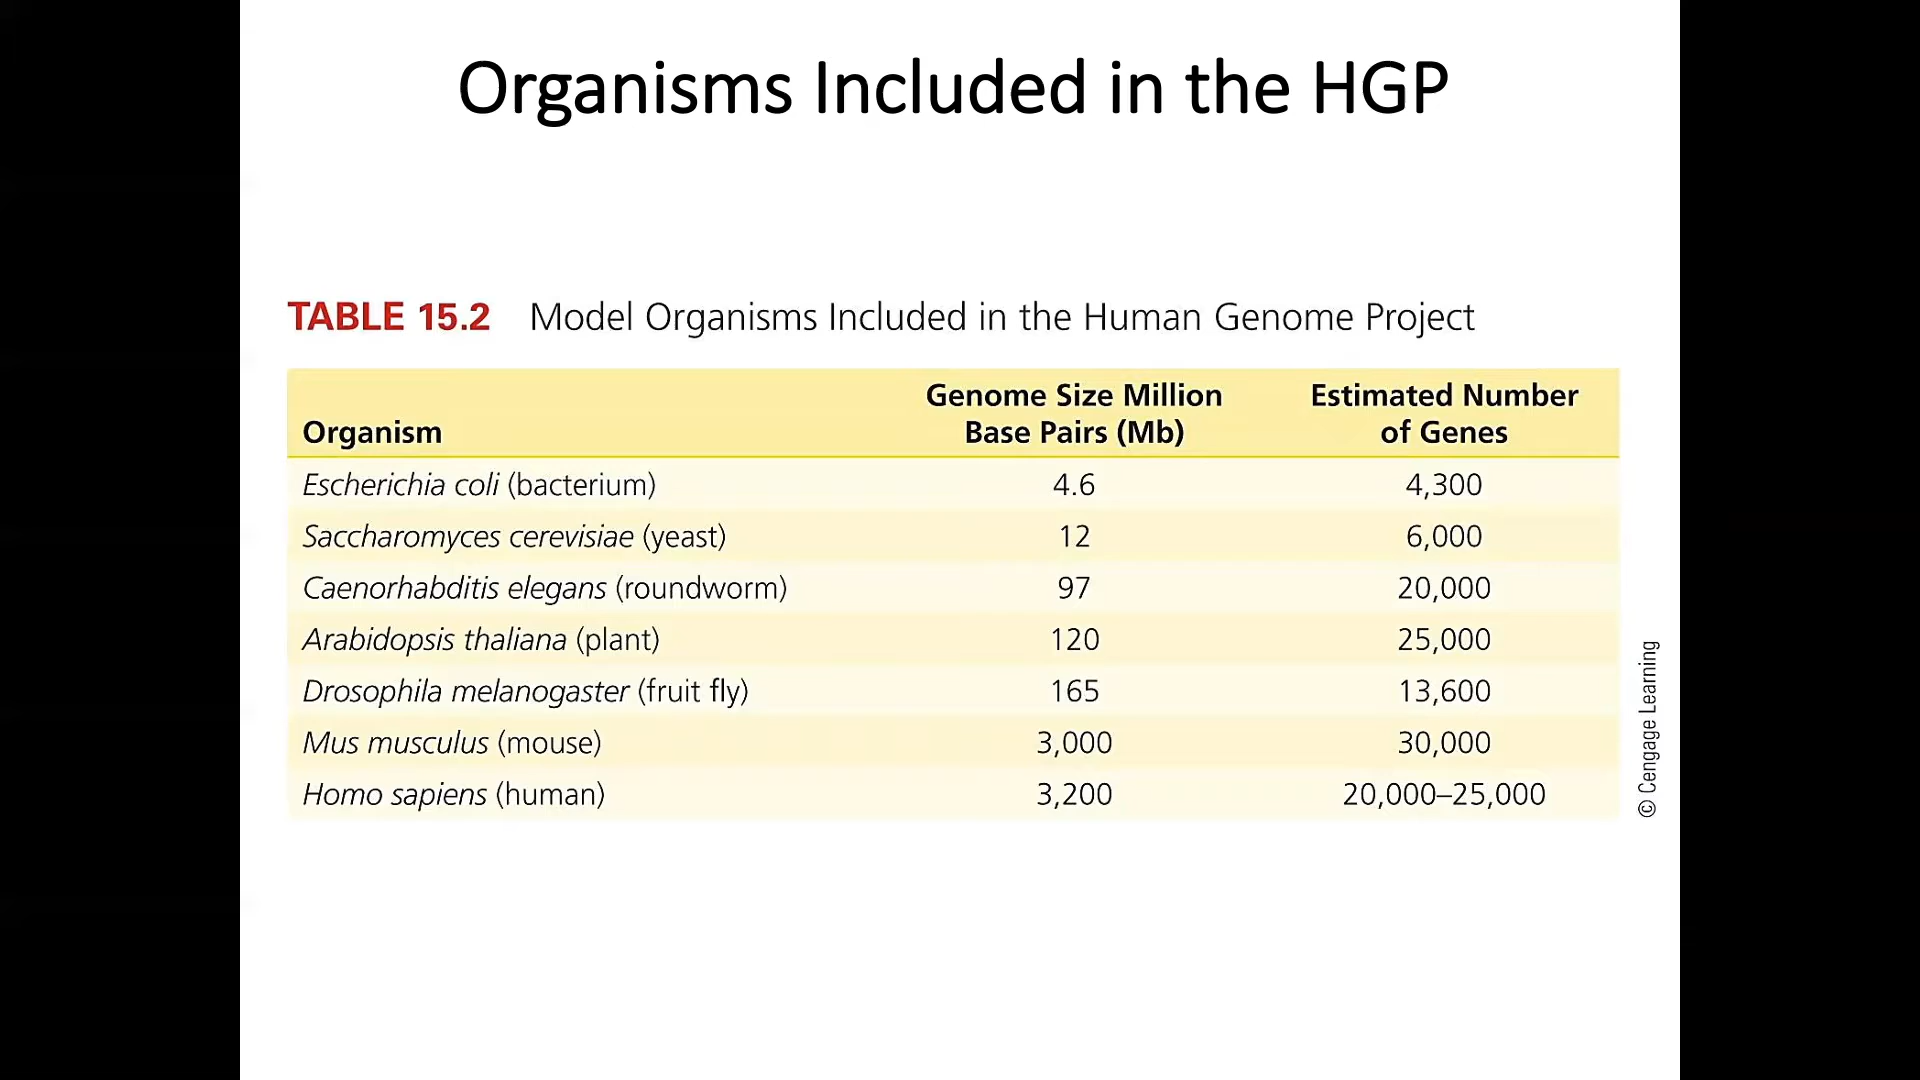 Organisms Included in the HGP
TABLE 15.2 Model Organisms Included in the Human Genome Project
Organism Genome Size Million Base Pairs (Mb) Estimated Number of Genes
Escherichia coli (bacterium) 4.6 4,300
Saccharomyces cerevisiae (yeast) 12 6,000
Caenorhabditis elegans (roundworm) 97 20,000
Arabidopsis thaliana (plant) 120 25,000
Drosophila melanogaster (fruit fly) 165 13,600
Mus musculus (mouse) 3,000 30,000
Homo sapiens (human) 3,200 20,000–25,000
© Cengage Learning